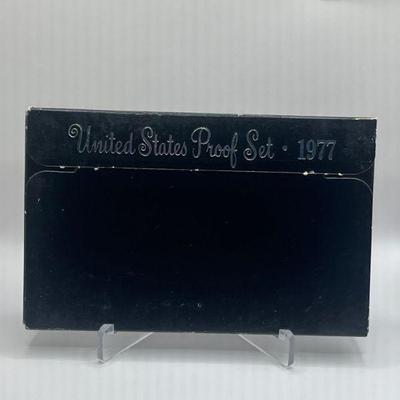 United States Proof Set · 1977